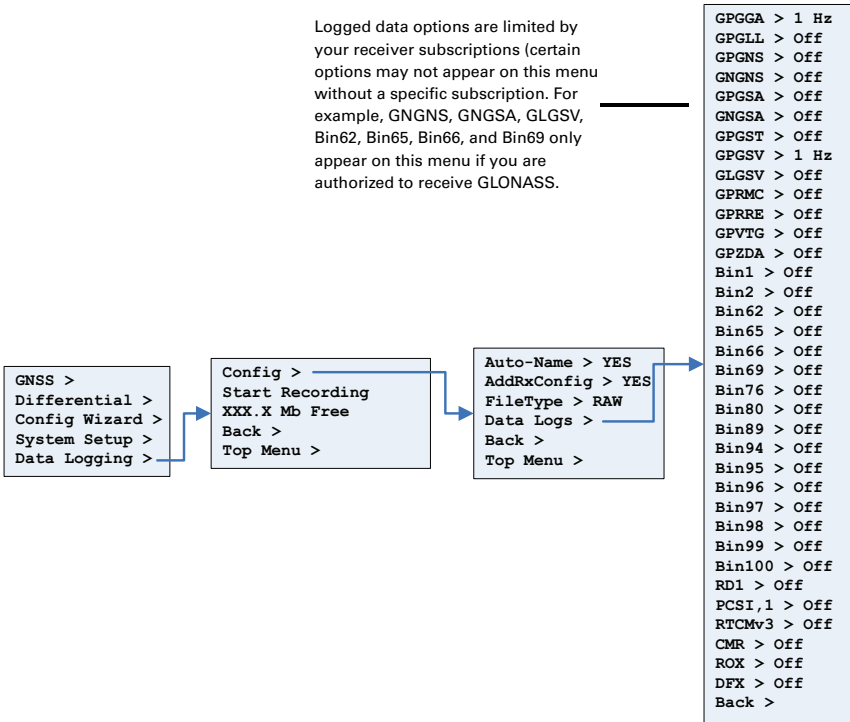 Logged data options are limited by
your receiver subscriptions (certain
options may not appear on this menu
without a specific subscription. For
example, GNGNS, GNGSA, GLGSV,
Bin62, Bin65, Bin66, and Bin69 only
appear on this menu if you are
authorized to receive GLONASS.
GNSS >
Differential >
Config Wizard >
System Setup >
Data Logging >
Config >
Start Recording
XXX.X Mb Free
Back >
Top Menu >
Auto-Name > YES
AddRxConfig > YES
FileType > RAW
Data Logs >
Back >
Top Menu >
GPGGA > 1 Hz
GPGLL > Off
GPGNS > Off
GNGNS > Off
GPGSA > Off
GNGSA > Off
GPGST > Off
GPGSV > 1 Hz
GLGSV > Off
GPRMC > Off
GPRRE > Off
GPVTG > Off
GPZDA > Off
Bin1 > Off
Bin2 > Off
Bin62 > Off
Bin65 > Off
Bin66 > Off
Bin69 > Off
Bin76 > Off
Bin80 > Off
Bin89 > Off
Bin94 > Off
Bin95 > Off
Bin96 > Off
Bin97 > Off
Bin98 > Off
Bin99 > Off
Bin100 > Off
RD1 > Off
PCSI,1 > Off
RTCMv3 > Off
CMR > Off
ROX > Off
DFX > Off
Back >